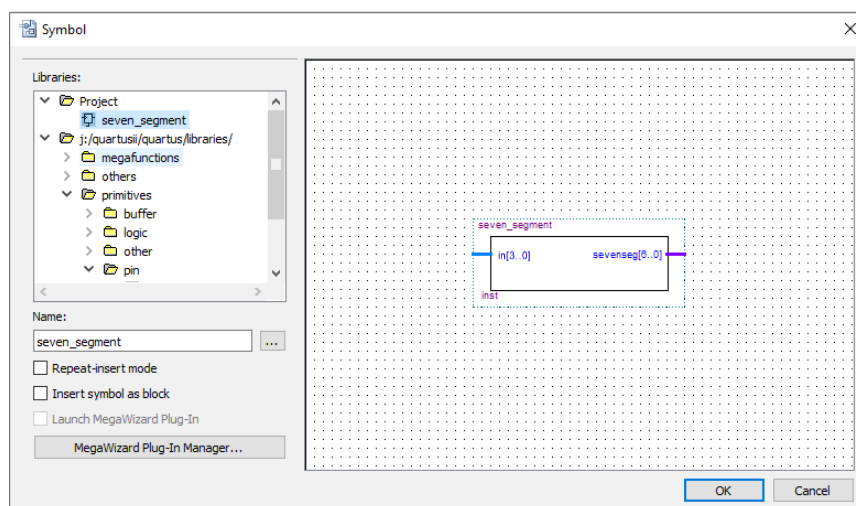 Symbol
Libraries:
Project
seven_segment
j:/quartusii/quartus/libraries/
megafunctions
others
primitives
buffer
logic
other
pin
Name:
seven_segment
...
Repeat-insert mode
Insert symbol as block
Launch MegaWizard Plug-In
MegaWizard Plug-In Manager...
seven_segment
in[3..0] sevenseg[6..0]
inst
OK Cancel